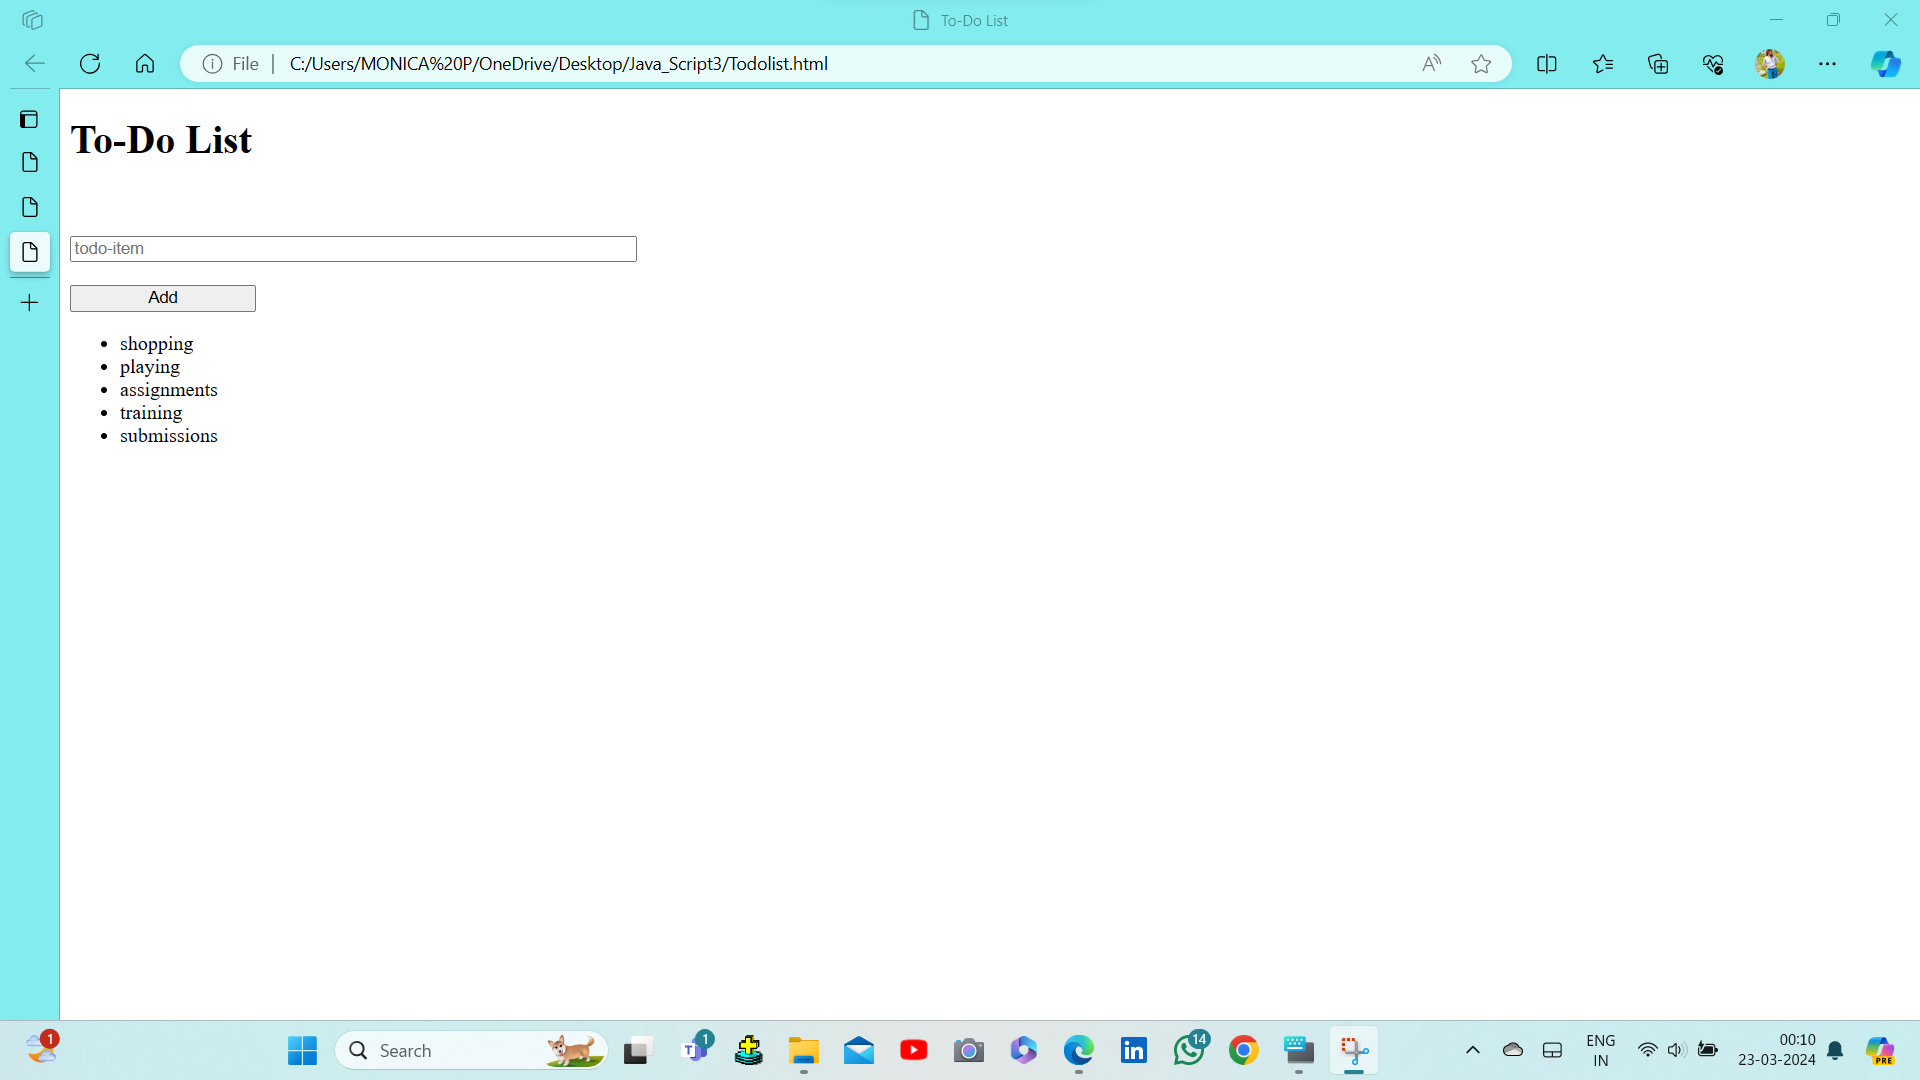 To-Do List
File
C:/Users/MONICA%20P/OneDrive/Desktop/Java_Script3/Todolist.html
To-Do List
todo-item
Add
shopping
playing
assignments
training
submissions
1
Search
1
14
ENG
IN
00:10
23-03-2024
PRE